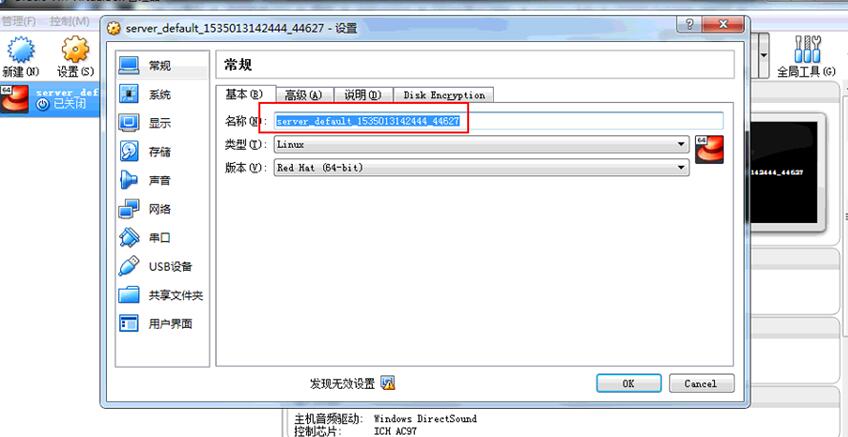 管理(F) 控制(M)
server_default_1535013142444_44627 - 设置
新建(N) 设置(S)
全局工具(G)
64 server_def
已关闭
常规
系统
显示
存储
声音
网络
串口
USB设备
共享文件夹
用户界面
常规
基本(B) 高级(A) 说明(D) Disk Encryption
名称(N): server_default_1535013142444_44627
类型(T): Linux
版本(V): Red Hat (64-bit)
64
42444_44627
发现无效设置
OK Cancel
主机音频驱动: Windows DirectSound
控制芯片: ICH AC97